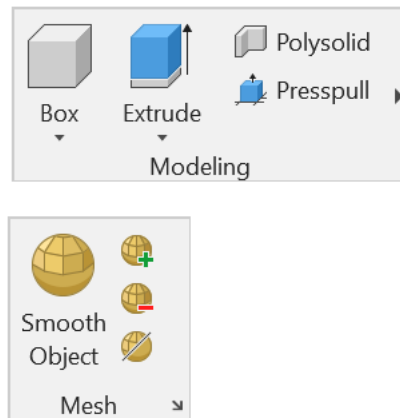 Box
Extrude
Polysolid
Presspull
Modeling
Smooth
Object
Mesh